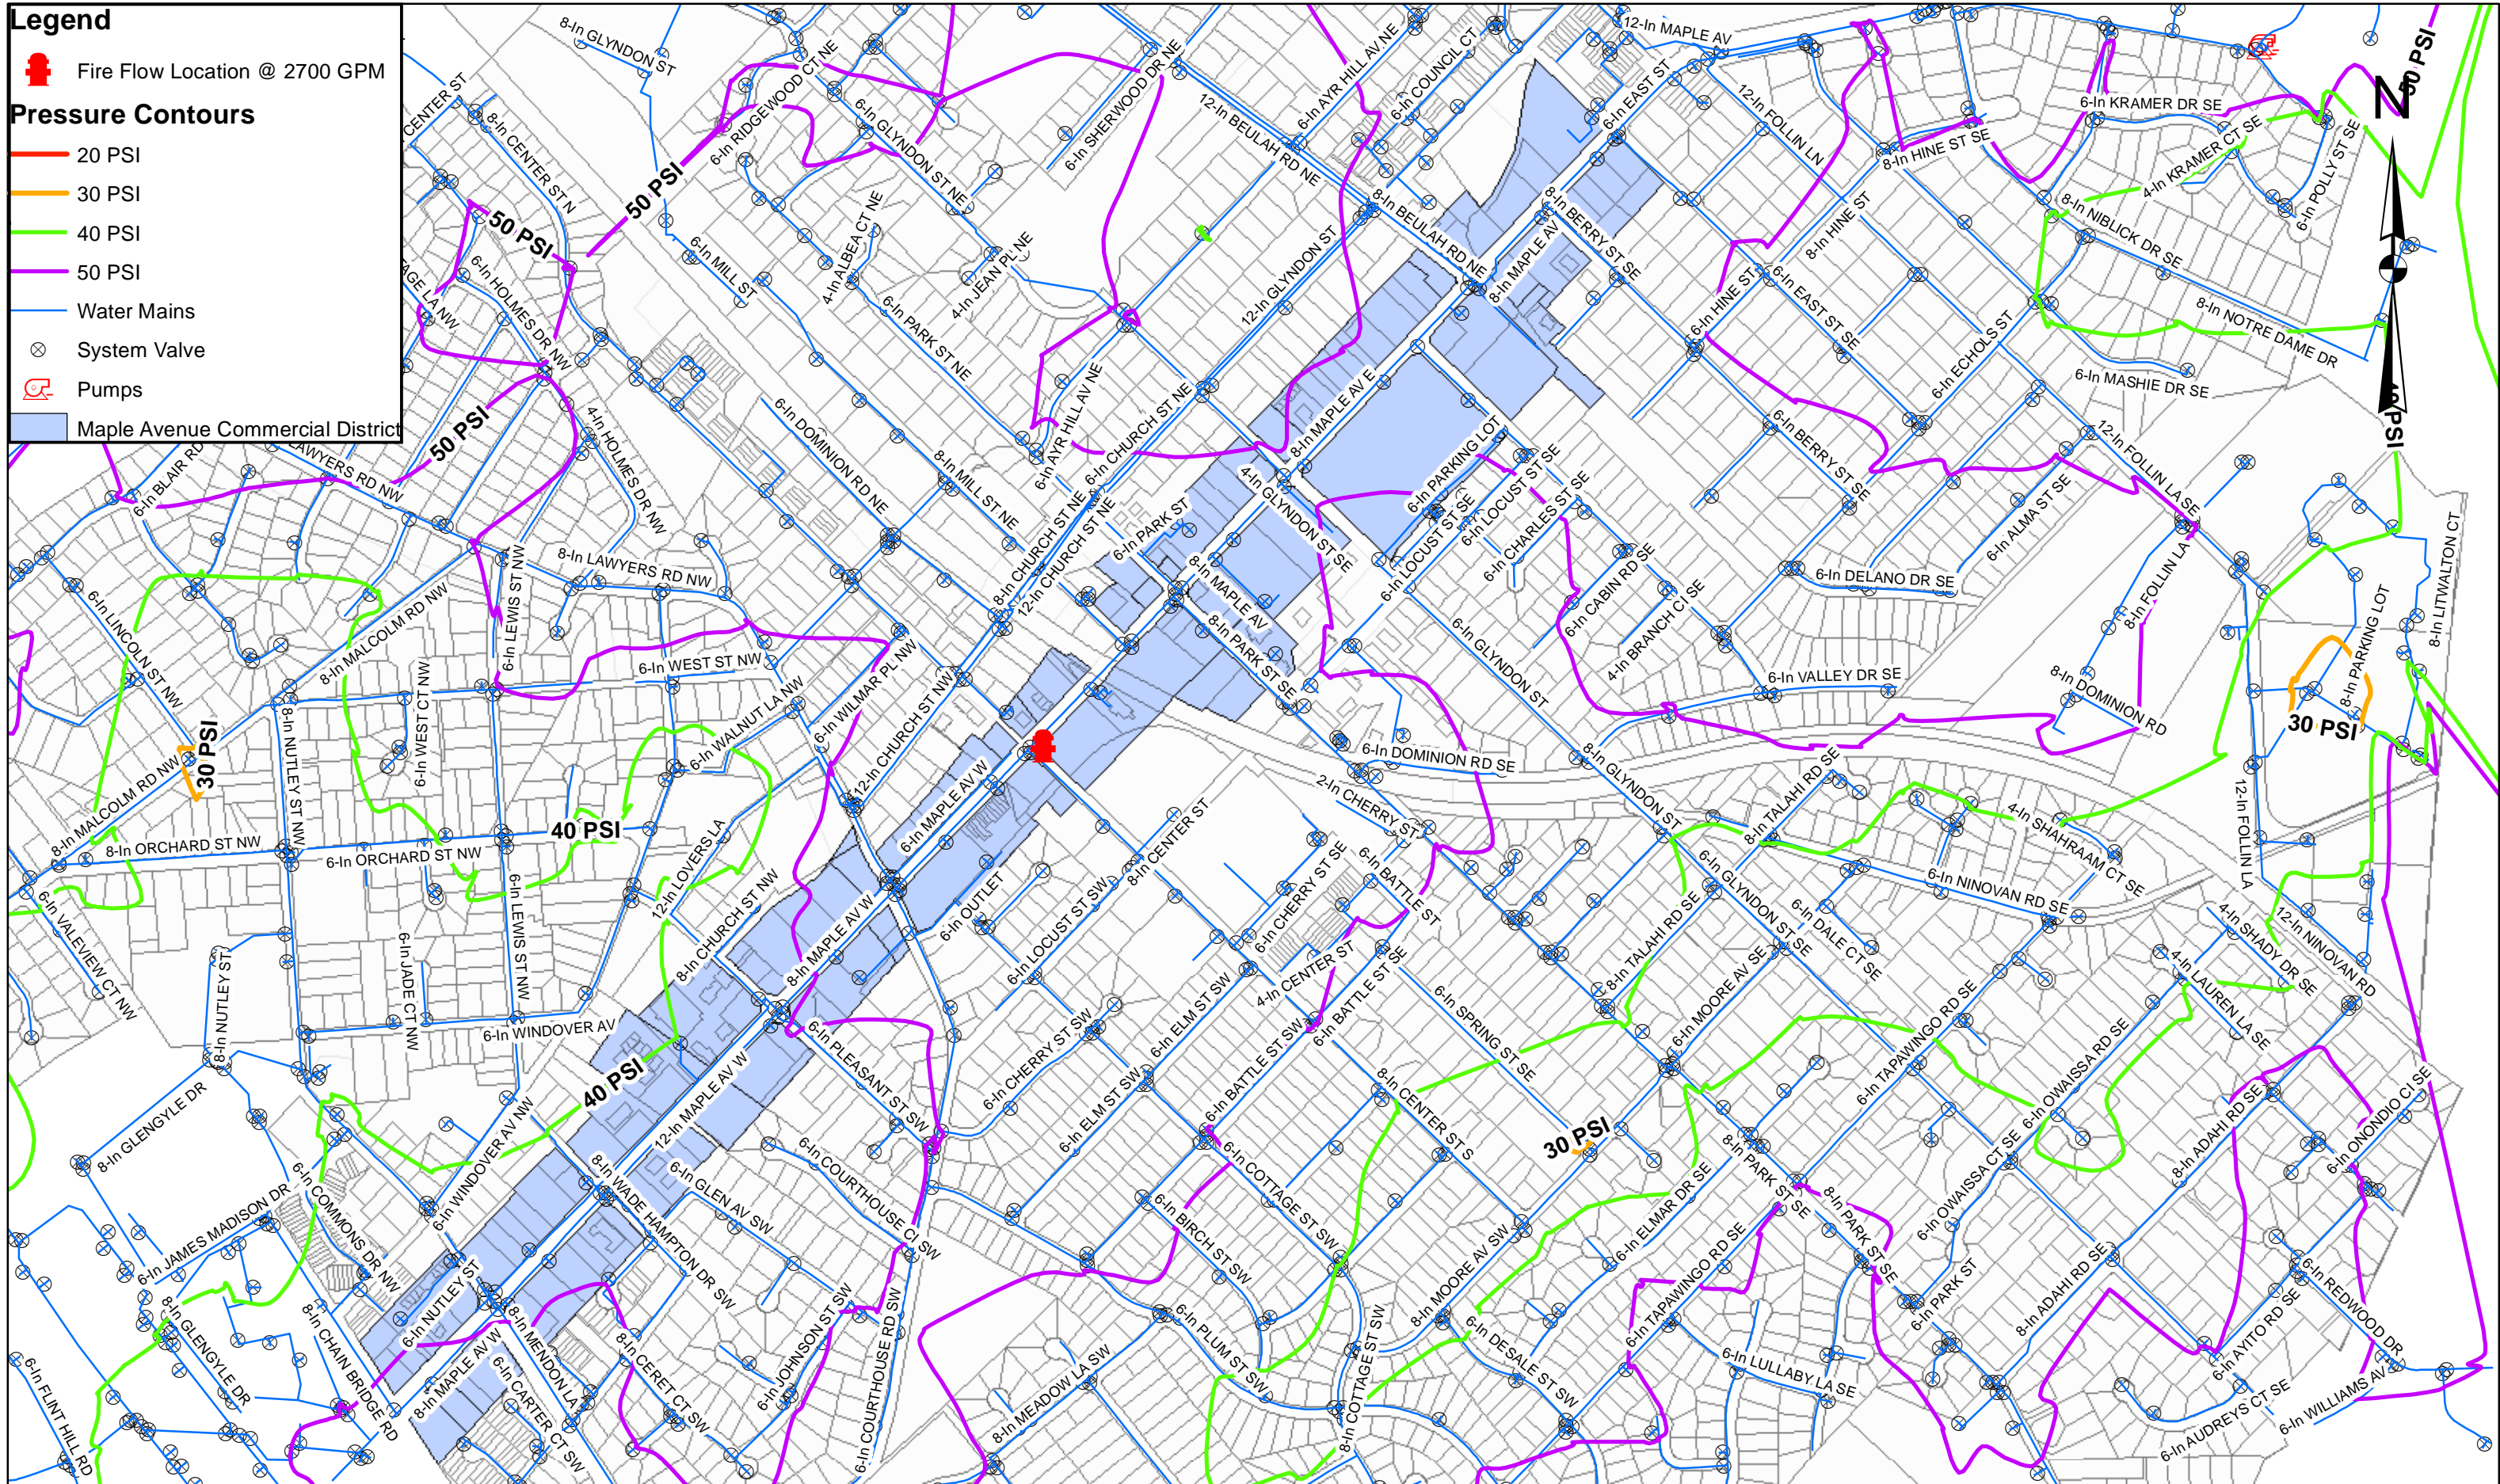 Legend
Fire Flow Location @ 2700 GPM
Pressure Contours
20 PSI
30 PSI
40 PSI
50 PSI
Water Mains
System Valve
Pumps
Maple Avenue Commercial District
N
50 PSI
8-In GLYNDON ST
6-In RIDGEWOOD CT NE
6-In GLYNDON ST NE
6-In SHERWOOD DR NE
12-In BEULAH RD NE
6-In AYR HILL AV NE
6-In COUNCIL CT
12-In MAPLE AV
6-In EAST ST
12-In FOLLIN LN
8-In HINE ST SE
6-In KRAMER DR SE
4-In KRAMER CT SE
6-In POLLY ST SE
CENTER ST
8-In CENTER ST N
50 PSI
50 PSI
6-In MILL ST
4-In ALBEA CT NE
4-In JEAN PL NE
6-In PARK ST NE
12-In GLYNDON ST
8-In BEULAH RD NE
8-In BEULAH RD NE
8-In MAPLE AV
8-In BERRY ST SE
8-In HINE ST
6-In HINE ST
6-In EAST ST SE
6-In ECHOLS ST
8-In NIBLICK DR SE
8-In NOTRE DAME DR
6-In MASHIE DR SE
40 PSI
TAGE LA NW
6-In HOLMES DR NW
50 PSI
4-In HOLMES DR NW
6-In DOMINION RD NE
8-In MILL ST NE
6-In AYR HILL AV NE
6-In CHURCH ST NE
8-In MAPLE AV E
6-In PARKING LOT
6-In LOCUST ST SE
6-In CHARLES ST SE
6-In BERRY ST SE
12-In FOLLIN LA SE
6-In ALMA ST SE
6-In BLAIR RD
LAWYERS RD NW
8-In LAWYERS RD NW
8-In CHURCH ST NE
12-In CHURCH ST NE
6-In PARK ST
4-In GLYNDON ST SE
8-In MAPLE AV
6-In LOCUST ST SE
6-In CABIN RD SE
4-In BRANCH CI SE
6-In DELANO DR SE
8-In FOLLIN LA
8-In LITWALTON CT
8-In PARKING LOT
30 PSI
6-In LINCOLN ST NW
8-In MALCOLM RD NW
6-In LEWIS ST NW
6-In WEST ST NW
6-In WEST CT NW
6-In WALNUT LA NW
6-In WILMAR PL NW
12-In CHURCH ST NW
8-In PARK ST SE
6-In GLYNDON ST
6-In VALLEY DR SE
8-In DOMINION RD
30 PSI
8-In MALCOLM RD NW
8-In NUTLEY ST NW
8-In ORCHARD ST NW
6-In ORCHARD ST NW
40 PSI
12-In LOVERS LA
6-In MAPLE AV W
6-In DOMINION RD SE
2-In CHERRY ST
8-In GLYNDON ST
8-In TALAHI RD SE
4-In SHAHRAAM CT SE
12-In FOLLIN LA
6-In VALEVIEW CT NW
8-In NUTLEY ST
6-In JADE CT NW
6-In LEWIS ST NW
6-In WINDOVER AV
8-In CHURCH ST NW
8-In MAPLE AV W
6-In OUTLET
6-In LOCUST ST SW
8-In CENTER ST
6-In CHERRY ST SE
6-In BATTLE ST
4-In CENTER ST
6-In BATTLE ST SE
6-In GLYNDON ST SE
8-In TALAHI RD SE
6-In MOORE AV SE
6-In DALE CT SE
6-In NINOVAN RD SE
4-In SHADY DR SE
12-In NINOVAN RD
4-In LAUREN LA SE
8-In GLENGYLE DR
40 PSI
12-In MAPLE AV W
6-In PLEASANT ST SW
6-In CHERRY ST SW
6-In ELM ST SW
6-In ELM ST SW
6-In BATTLE ST SW
6-In SPRING ST SE
8-In CENTER ST S
30 PSI
6-In TAPAWINGO RD SE
6-In OWAISSA RD SE
8-In ADAHI RD SE
6-In ONONDIO CI SE
6-In JAMES MADISON DR
6-In COMMONS DR NW
6-In WINDOVER AV NW
8-In WADE HAMPTON DR SW
6-In GLEN AV SW
6-In COURTHOUSE CI SW
6-In COTTAGE ST SW
6-In BIRCH ST SW
6-In ELMAR DR SE
8-In PARK ST SE
8-In PARK ST SE
6-In OWAISSA CT SE
6-In FLINT HILL RD
8-In GLENGYLE DR
8-In CHAIN BRIDGE RD
6-In NUTLEY ST
8-In MAPLE AV W
8-In MENDON LA
6-In CARTER CT SW
8-In CERET CT SW
6-In JOHNSON ST SW
6-In COURTHOUSE RD SW
8-In MEADOW LA SW
6-In PLUM ST SW
8-In COTTAGE ST SW
8-In MOORE AV SW
6-In DESALE ST SW
6-In TAPAWINGO RD SE
6-In LULLABY LA SE
6-In PARK ST
8-In ADAHI RD SE
6-In AYITO RD SE
6-In REDWOOD DR
6-In AUDREYS CT SE
6-In WILLIAMS AV